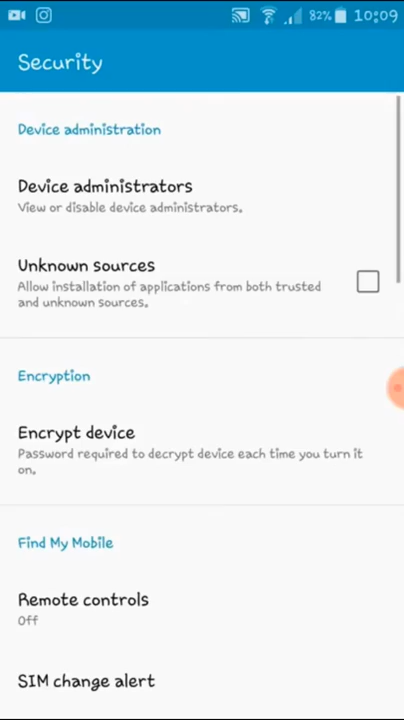 82% 10:09
Security
Device administration
Device administrators
View or disable device administrators.
Unknown sources
Allow installation of applications from both trusted
and unknown sources.
Encryption
Encrypt device
Password required to decrypt device each time you turn it
on.
Find My Mobile
Remote controls
Off
SIM change alert